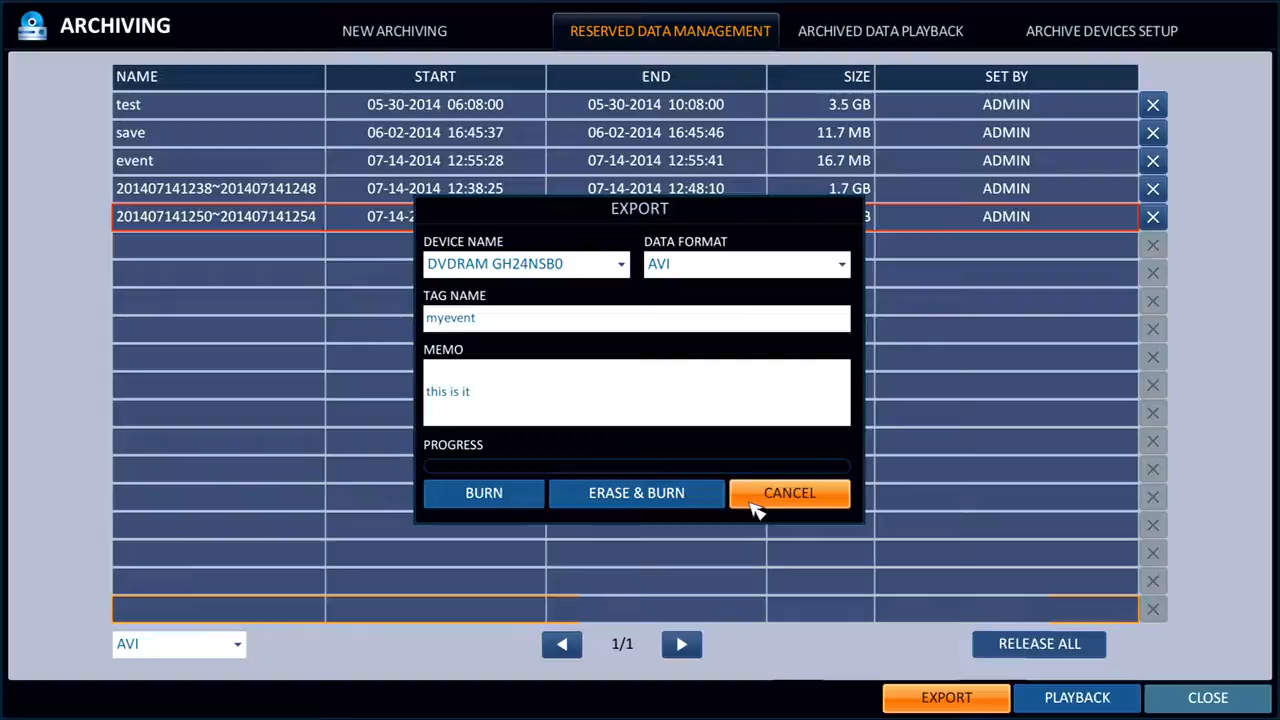 ARCHIVING
NEW ARCHIVING
RESERVED DATA MANAGEMENT
ARCHIVED DATA PLAYBACK
ARCHIVE DEVICES SETUP
NAME START END SIZE SET BY
test 05-30-2014 06:08:00 05-30-2014 10:08:00 3.5 GB ADMIN
save 06-02-2014 16:45:37 06-02-2014 16:45:46 11.7 MB ADMIN
event 07-14-2014 12:55:28 07-14-2014 12:55:41 16.7 MB ADMIN
201407141238~201407141248 07-14-2014 12:38:25 07-14-2014 12:48:10 1.7 GB ADMIN
201407141250~201407141254 07-14-2 ADMIN
EXPORT
DEVICE NAME DATA FORMAT
DVDRAM GH24NSB0 AVI
TAG NAME
myevent
MEMO
this is it
PROGRESS
BURN ERASE & BURN CANCEL
AVI 1/1 RELEASE ALL
EXPORT PLAYBACK CLOSE